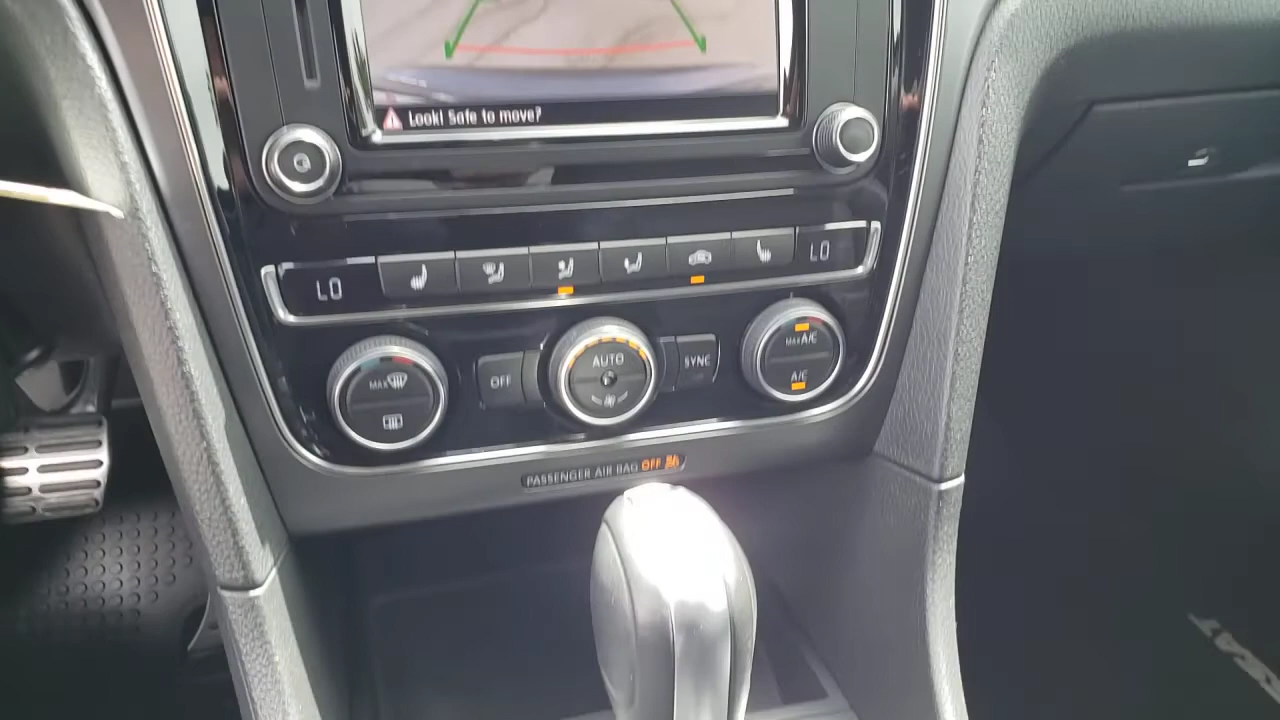 Look! Safe to move?
LO
LO
MAX
OFF
AUTO
SYNC
MAX A/C
A/C
PASSENGER AIR BAG OFF